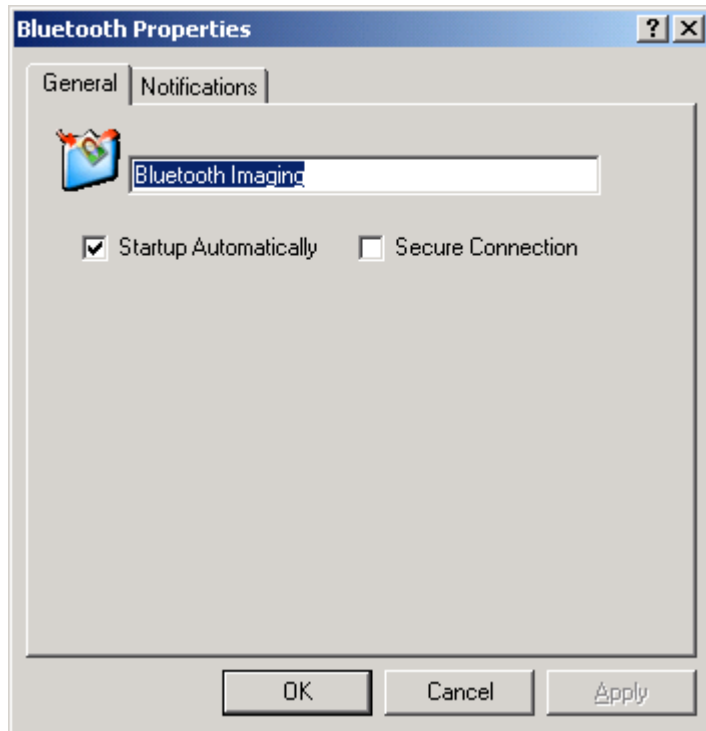 Bluetooth Properties
General Notifications
Bluetooth Imaging
Startup Automatically Secure Connection
OK Cancel Apply